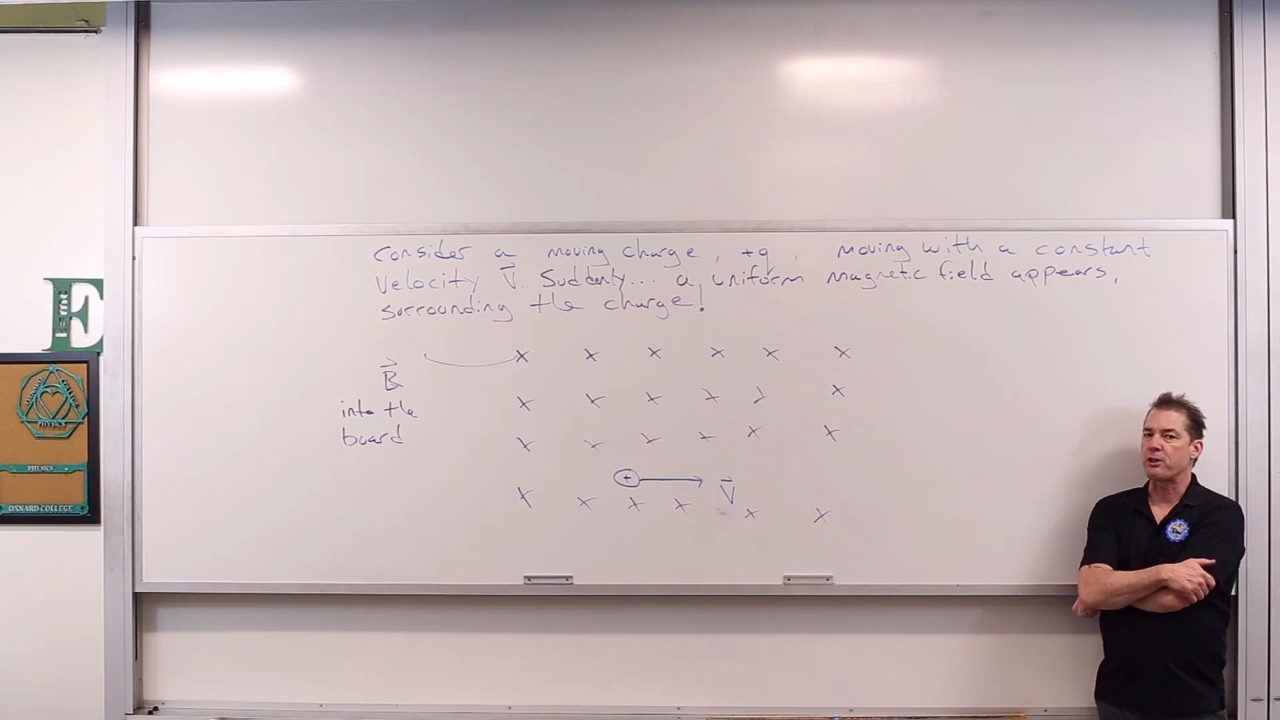 consider a moving charge, +q, moving with a constant
velocity v⃗. Suddenly... a uniform magnetic field appears,
surrounding the charge!
B⃗
into the
board
x x x x x x
x x x x x x
x x x x x x
+ v⃗
x x x x x x
E
PHYSICS
PHYSICS
OXNARD COLLEGE